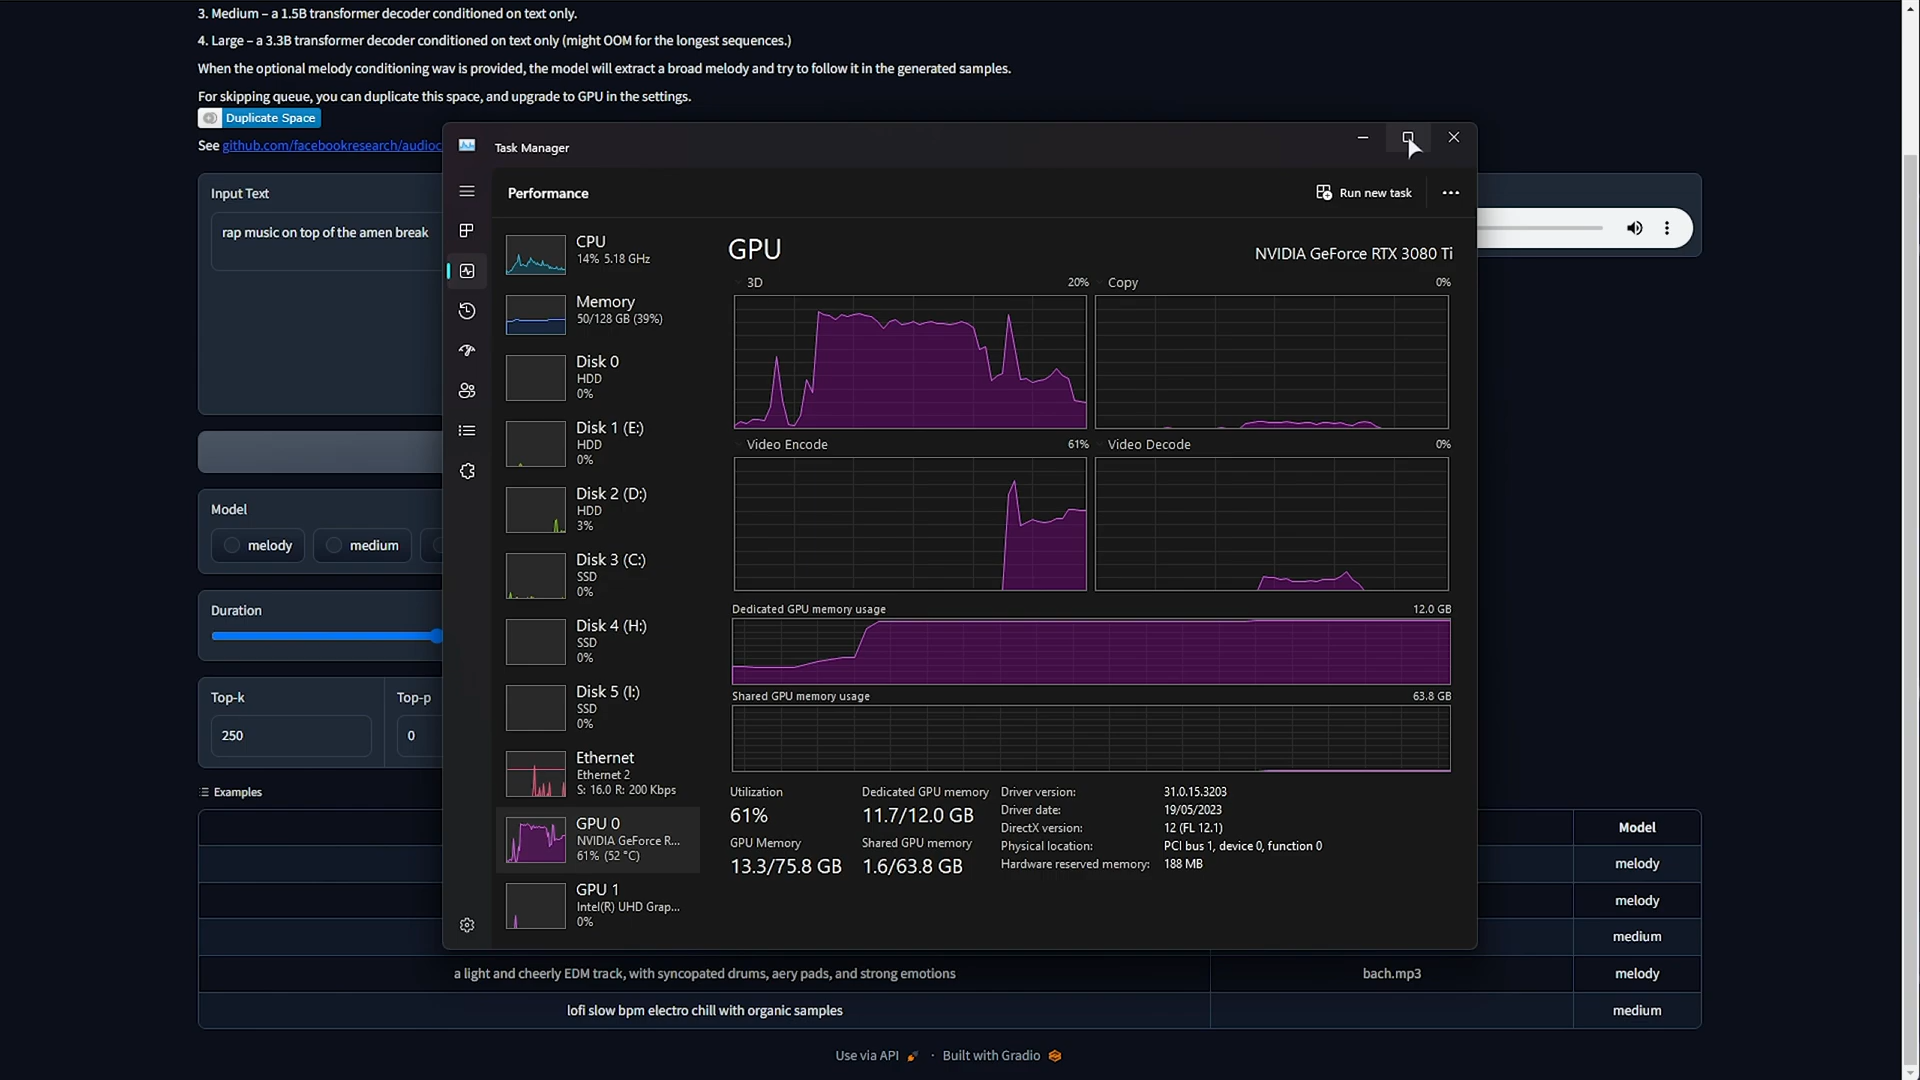 3. Medium – a 1.5B transformer decoder conditioned on text only.
4. Large – a 3.3B transformer decoder conditioned on text only (might OOM for the longest sequences.)
When the optional melody conditioning wav is provided, the model will extract a broad melody and try to follow it in the generated samples.
For skipping queue, you can duplicate this space, and upgrade to GPU in the settings.
Duplicate Space
See github.com/facebookresearch/audioc
Input Text
rap music on top of the amen break
Model
melody
medium
Duration
Top-k
Top-p
250
0
Examples
Task Manager
Performance
Run new task
CPU
14% 5.18 GHz
Memory
50/128 GB (39%)
Disk 0
HDD
0%
Disk 1 (E:)
HDD
0%
Disk 2 (D:)
HDD
3%
Disk 3 (C:)
SSD
0%
Disk 4 (H:)
SSD
0%
Disk 5 (I:)
SSD
0%
Ethernet
Ethernet 2
S: 16.0 R: 200 Kbps
GPU 0
NVIDIA GeForce R...
61% (52 °C)
GPU 1
Intel(R) UHD Grap...
0%
GPU
NVIDIA GeForce RTX 3080 Ti
3D 20%
Copy 0%
Video Encode 61%
Video Decode 0%
Dedicated GPU memory usage 12.0 GB
Shared GPU memory usage 63.8 GB
Utilization
61%
Dedicated GPU memory
11.7/12.0 GB
GPU Memory
13.3/75.8 GB
Shared GPU memory
1.6/63.8 GB
Driver version: 31.0.15.3203
Driver date: 19/05/2023
DirectX version: 12 (FL 12.1)
Physical location: PCI bus 1, device 0, function 0
Hardware reserved memory: 188 MB
Model
melody
melody
medium
a light and cheerly EDM track, with syncopated drums, aery pads, and strong emotions bach.mp3 melody
lofi slow bpm electro chill with organic samples medium
Use via API · Built with Gradio